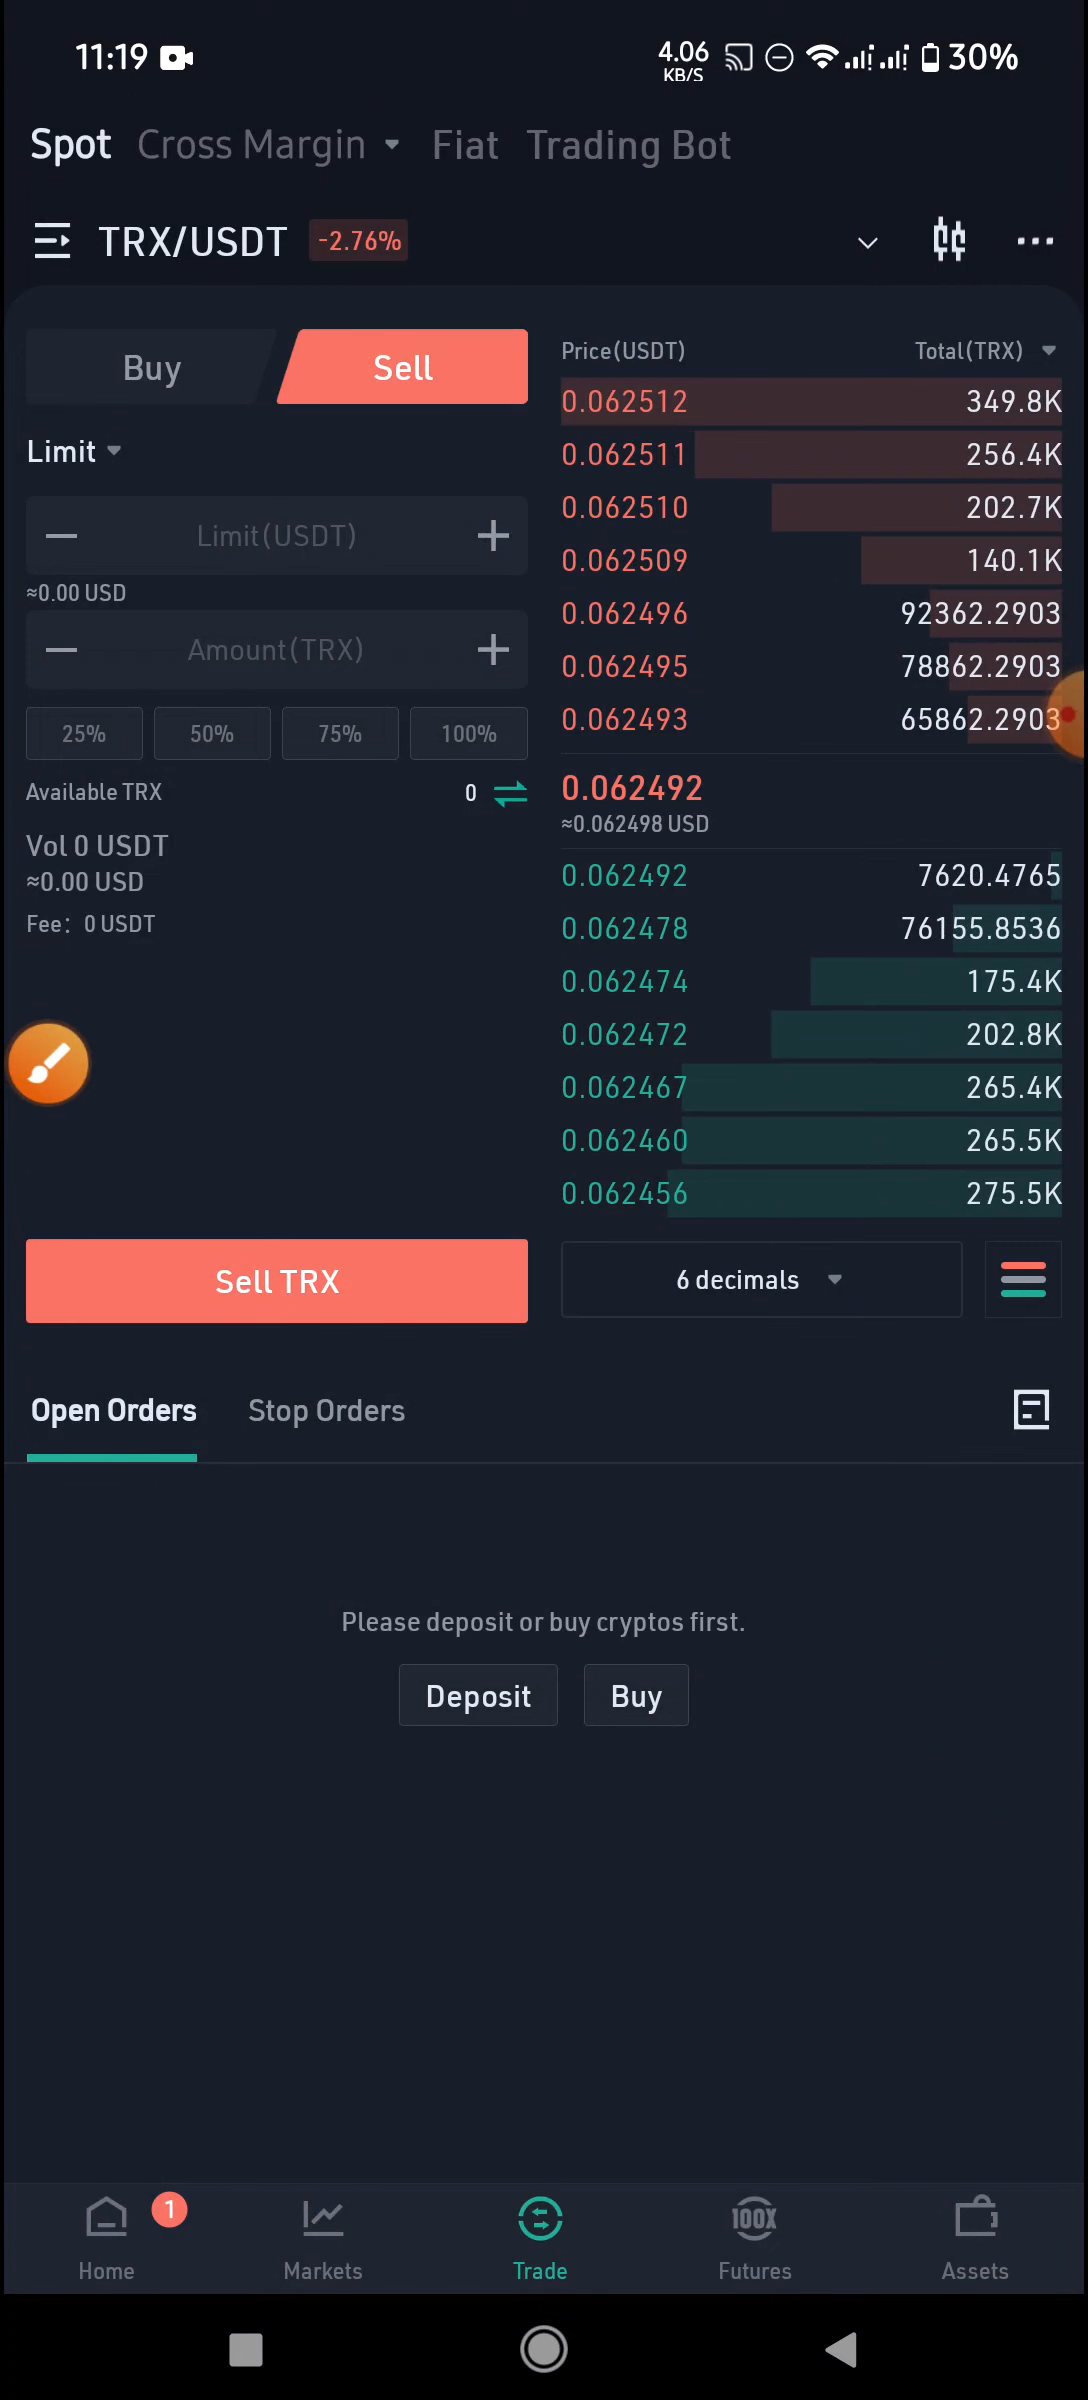 11:19
4.06 KB/S
30%
Spot Cross Margin Fiat Trading Bot
TRX/USDT -2.76%
Buy Sell
Limit
Limit(USDT)
≈0.00 USD
Amount(TRX)
25% 50% 75% 100%
Available TRX 0
Vol 0 USDT
≈0.00 USD
Fee: 0 USDT
Sell TRX
Price(USDT) Total(TRX)
0.062512 349.8K
0.062511 256.4K
0.062510 202.7K
0.062509 140.1K
0.062496 92362.2903
0.062495 78862.2903
0.062493 65862.2903
0.062492
≈0.062498 USD
0.062492 7620.4765
0.062478 76155.8536
0.062474 175.4K
0.062472 202.8K
0.062467 265.4K
0.062460 265.5K
0.062456 275.5K
6 decimals
Open Orders Stop Orders
Please deposit or buy cryptos first.
Deposit Buy
1
100X
Home Markets Trade Futures Assets